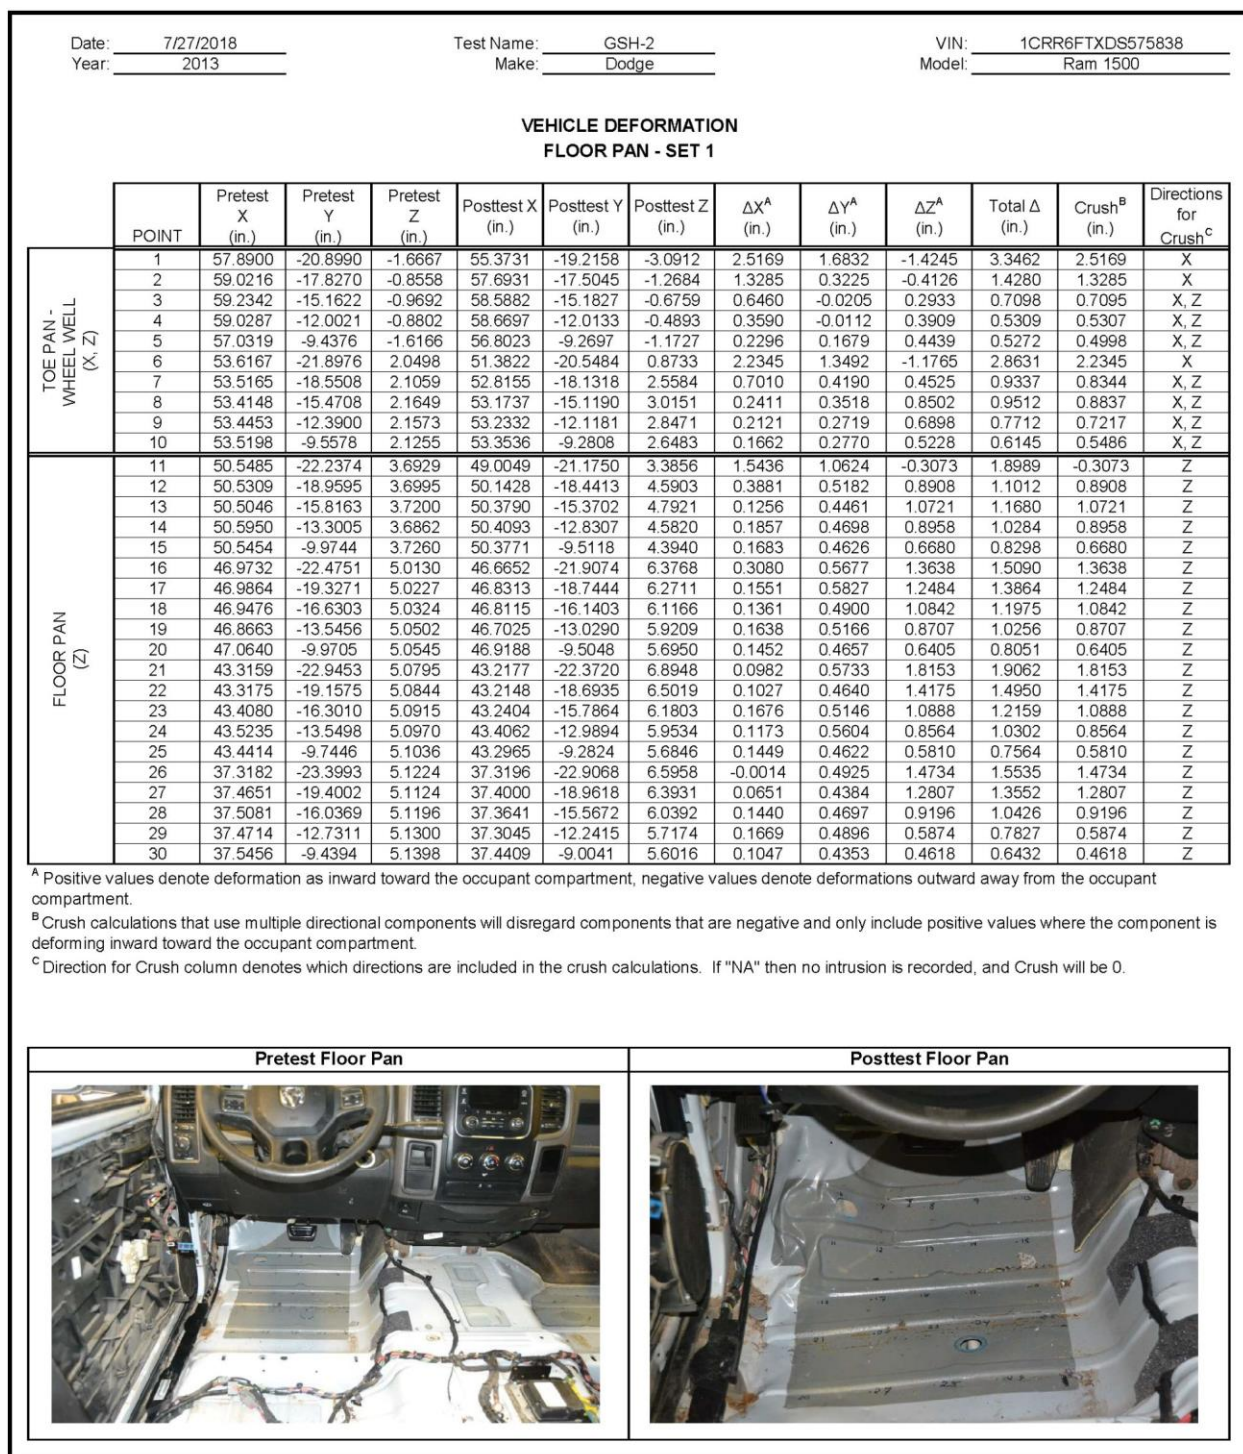 Date: 7/27/2018 Test Name: GSH-2 VIN: 1CRR6FTXDS575838
Year: 2013 Make: Dodge Model: Ram 1500
VEHICLE DEFORMATION
FLOOR PAN - SET 1
POINT Pretest X (in.) Pretest Y (in.) Pretest Z (in.) Posttest X (in.) Posttest Y (in.) Posttest Z (in.) ΔXᴬ (in.) ΔYᴬ (in.) ΔZᴬ (in.) Total Δ (in.) Crushᴮ (in.) Directions for Crushᶜ
TOE PAN - WHEEL WELL (X, Z)
1 57.8900 -20.8990 -1.6667 55.3731 -19.2158 -3.0912 2.5169 1.6832 -1.4245 3.3462 2.5169 X
2 59.0216 -17.8270 -0.8558 57.6931 -17.5045 -1.2684 1.3285 0.3225 -0.4126 1.4280 1.3285 X
3 59.2342 -15.1622 -0.9692 58.5882 -15.1827 -0.6759 0.6460 -0.0205 0.2933 0.7098 0.7095 X, Z
4 59.0287 -12.0021 -0.8802 58.6697 -12.0133 -0.4893 0.3590 -0.0112 0.3909 0.5309 0.5307 X, Z
5 57.0319 -9.4376 -1.6166 56.8023 -9.2697 -1.1727 0.2296 0.1679 0.4439 0.5272 0.4998 X, Z
6 53.6167 -21.8976 2.0498 51.3822 -20.5484 0.8733 2.2345 1.3492 -1.1765 2.8631 2.2345 X
7 53.5165 -18.5508 2.1059 52.8155 -18.1318 2.5584 0.7010 0.4190 0.4525 0.9337 0.8344 X, Z
8 53.4148 -15.4708 2.1649 53.1737 -15.1190 3.0151 0.2411 0.3518 0.8502 0.9512 0.8837 X, Z
9 53.4453 -12.3900 2.1573 53.2332 -12.1181 2.8471 0.2121 0.2719 0.6898 0.7712 0.7217 X, Z
10 53.5198 -9.5578 2.1255 53.3536 -9.2808 2.6483 0.1662 0.2770 0.5228 0.6145 0.5486 X, Z
FLOOR PAN (Z)
11 50.5485 -22.2374 3.6929 49.0049 -21.1750 3.3856 1.5436 1.0624 -0.3073 1.8989 -0.3073 Z
12 50.5309 -18.9595 3.6995 50.1428 -18.4413 4.5903 0.3881 0.5182 0.8908 1.1012 0.8908 Z
13 50.5046 -15.8163 3.7200 50.3790 -15.3702 4.7921 0.1256 0.4461 1.0721 1.1680 1.0721 Z
14 50.5950 -13.3005 3.6862 50.4093 -12.8307 4.5820 0.1857 0.4698 0.8958 1.0284 0.8958 Z
15 50.5454 -9.9744 3.7260 50.3771 -9.5118 4.3940 0.1683 0.4626 0.6680 0.8298 0.6680 Z
16 46.9732 -22.4751 5.0130 46.6652 -21.9074 6.3768 0.3080 0.5677 1.3638 1.5090 1.3638 Z
17 46.9864 -19.3271 5.0227 46.8313 -18.7444 6.2711 0.1551 0.5827 1.2484 1.3864 1.2484 Z
18 46.9476 -16.6303 5.0324 46.8115 -16.1403 6.1166 0.1361 0.4900 1.0842 1.1975 1.0842 Z
19 46.8663 -13.5456 5.0502 46.7025 -13.0290 5.9209 0.1638 0.5166 0.8707 1.0256 0.8707 Z
20 47.0640 -9.9705 5.0545 46.9188 -9.5048 5.6950 0.1452 0.4657 0.6405 0.8051 0.6405 Z
21 43.3159 -22.9453 5.0795 43.2177 -22.3720 6.8948 0.0982 0.5733 1.8153 1.9062 1.8153 Z
22 43.3175 -19.1575 5.0844 43.2148 -18.6935 6.5019 0.1027 0.4640 1.4175 1.4950 1.4175 Z
23 43.4080 -16.3010 5.0915 43.2404 -15.7864 6.1803 0.1676 0.5146 1.0888 1.2159 1.0888 Z
24 43.5235 -13.5498 5.0970 43.4062 -12.9894 5.9534 0.1173 0.5604 0.8564 1.0302 0.8564 Z
25 43.4414 -9.7446 5.1036 43.2965 -9.2824 5.6846 0.1449 0.4622 0.5810 0.7564 0.5810 Z
26 37.3182 -23.3993 5.1224 37.3196 -22.9068 6.5958 -0.0014 0.4925 1.4734 1.5535 1.4734 Z
27 37.4651 -19.4002 5.1124 37.4000 -18.9618 6.3931 0.0651 0.4384 1.2807 1.3552 1.2807 Z
28 37.5081 -16.0369 5.1196 37.3641 -15.5672 6.0392 0.1440 0.4697 0.9196 1.0426 0.9196 Z
29 37.4714 -12.7311 5.1300 37.3045 -12.2415 5.7174 0.1669 0.4896 0.5874 0.7827 0.5874 Z
30 37.5456 -9.4394 5.1398 37.4409 -9.0041 5.6016 0.1047 0.4353 0.4618 0.6432 0.4618 Z
ᴬ Positive values denote deformation as inward toward the occupant compartment, negative values denote deformations outward away from the occupant
compartment.
ᴮ Crush calculations that use multiple directional components will disregard components that are negative and only include positive values where the component is
deforming inward toward the occupant compartment.
ᶜ Direction for Crush column denotes which directions are included in the crush calculations. If "NA" then no intrusion is recorded, and Crush will be 0.
Pretest Floor Pan Posttest Floor Pan